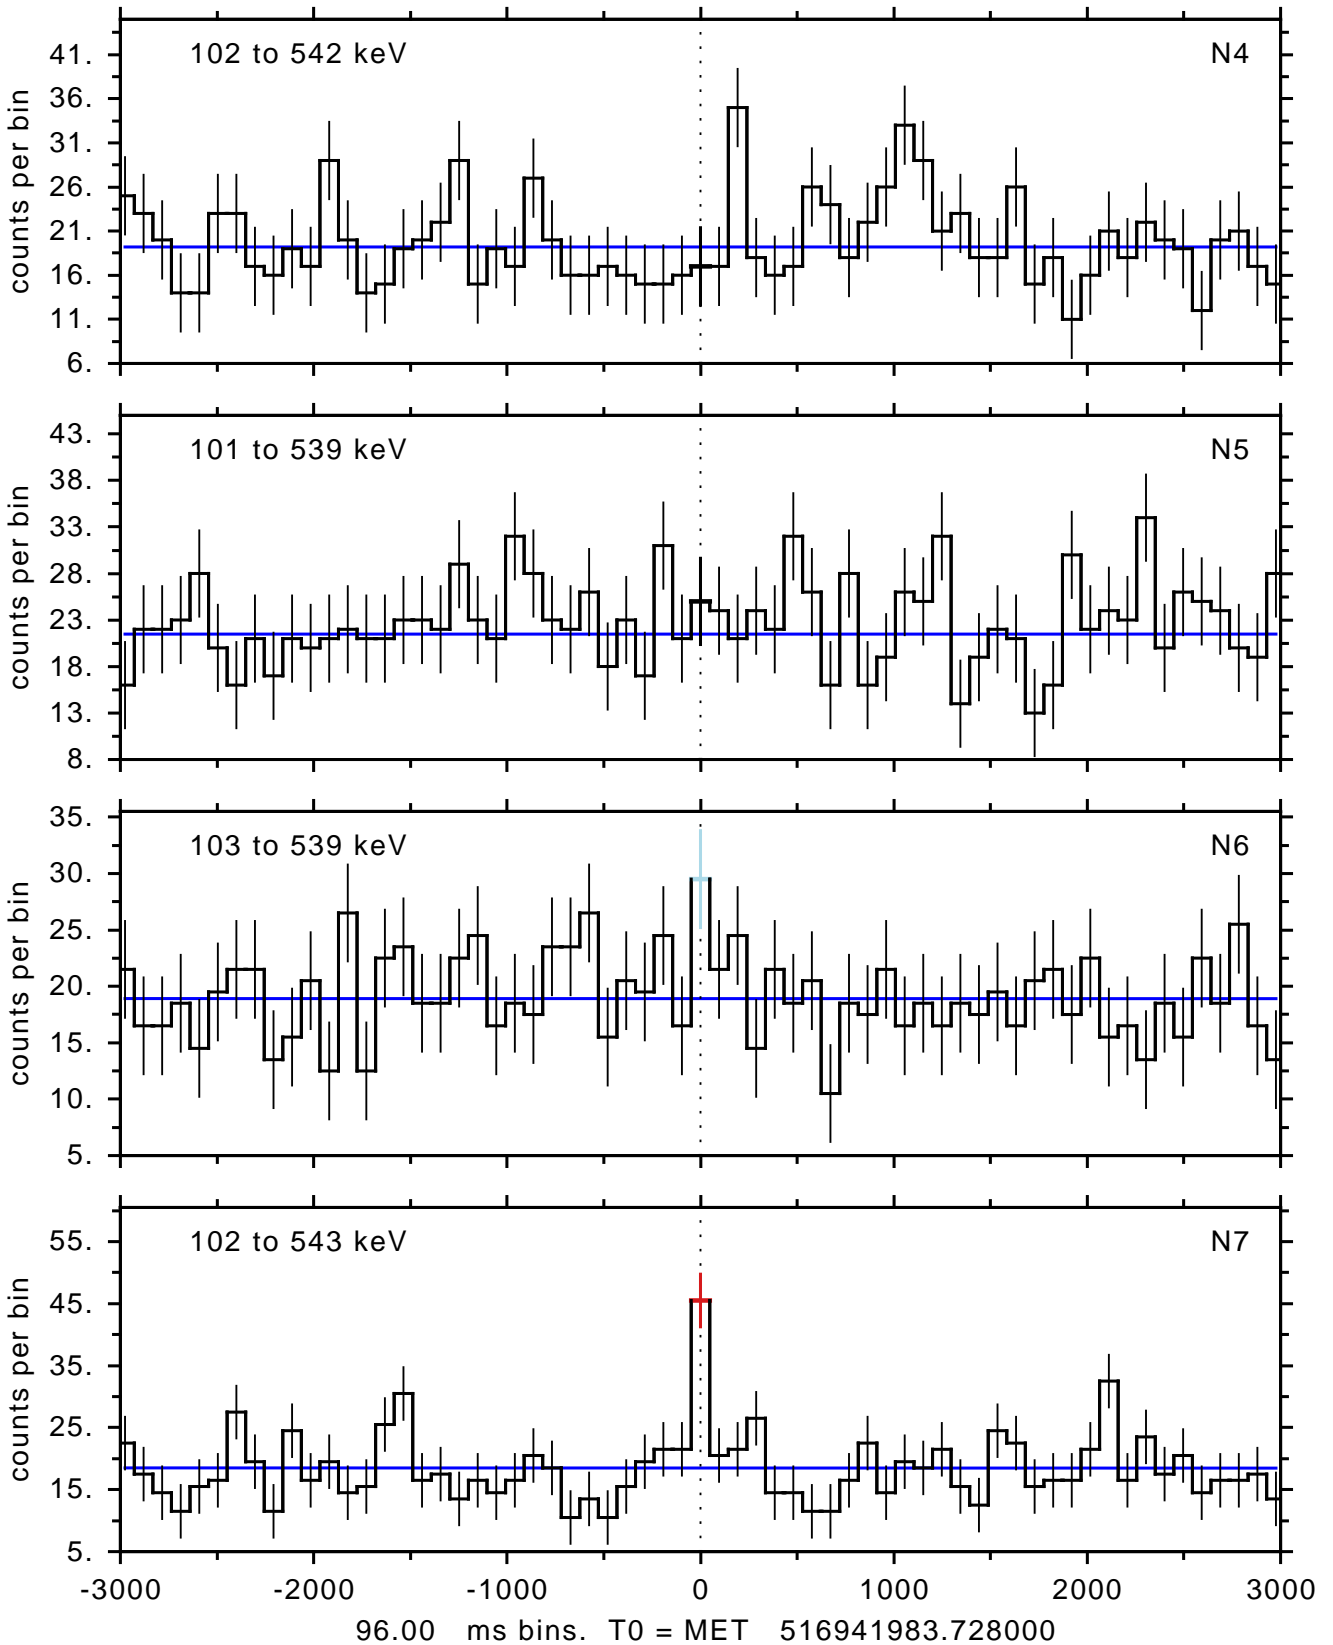 102 to 542 keV N4
counts per bin
41.
36.
31.
26.
21.
16.
11.
6.
101 to 539 keV N5
counts per bin
43.
38.
33.
28.
23.
18.
13.
8.
103 to 539 keV N6
counts per bin
35.
30.
25.
20.
15.
10.
5.
102 to 543 keV N7
counts per bin
55.
45.
35.
25.
15.
5.
-3000 -2000 -1000 0 1000 2000 3000
96.00 ms bins. T0 = MET 516941983.728000